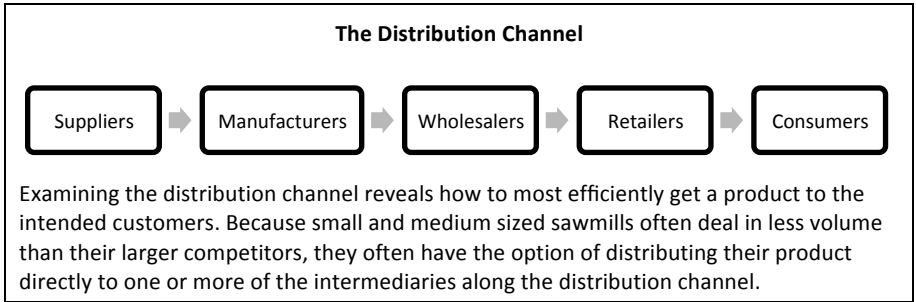 The Distribution Channel
Suppliers
Manufacturers
Wholesalers
Retailers
Consumers
Examining the distribution channel reveals how to most efficiently get a product to the
intended customers. Because small and medium sized sawmills often deal in less volume
than their larger competitors, they often have the option of distributing their product
directly to one or more of the intermediaries along the distribution channel.